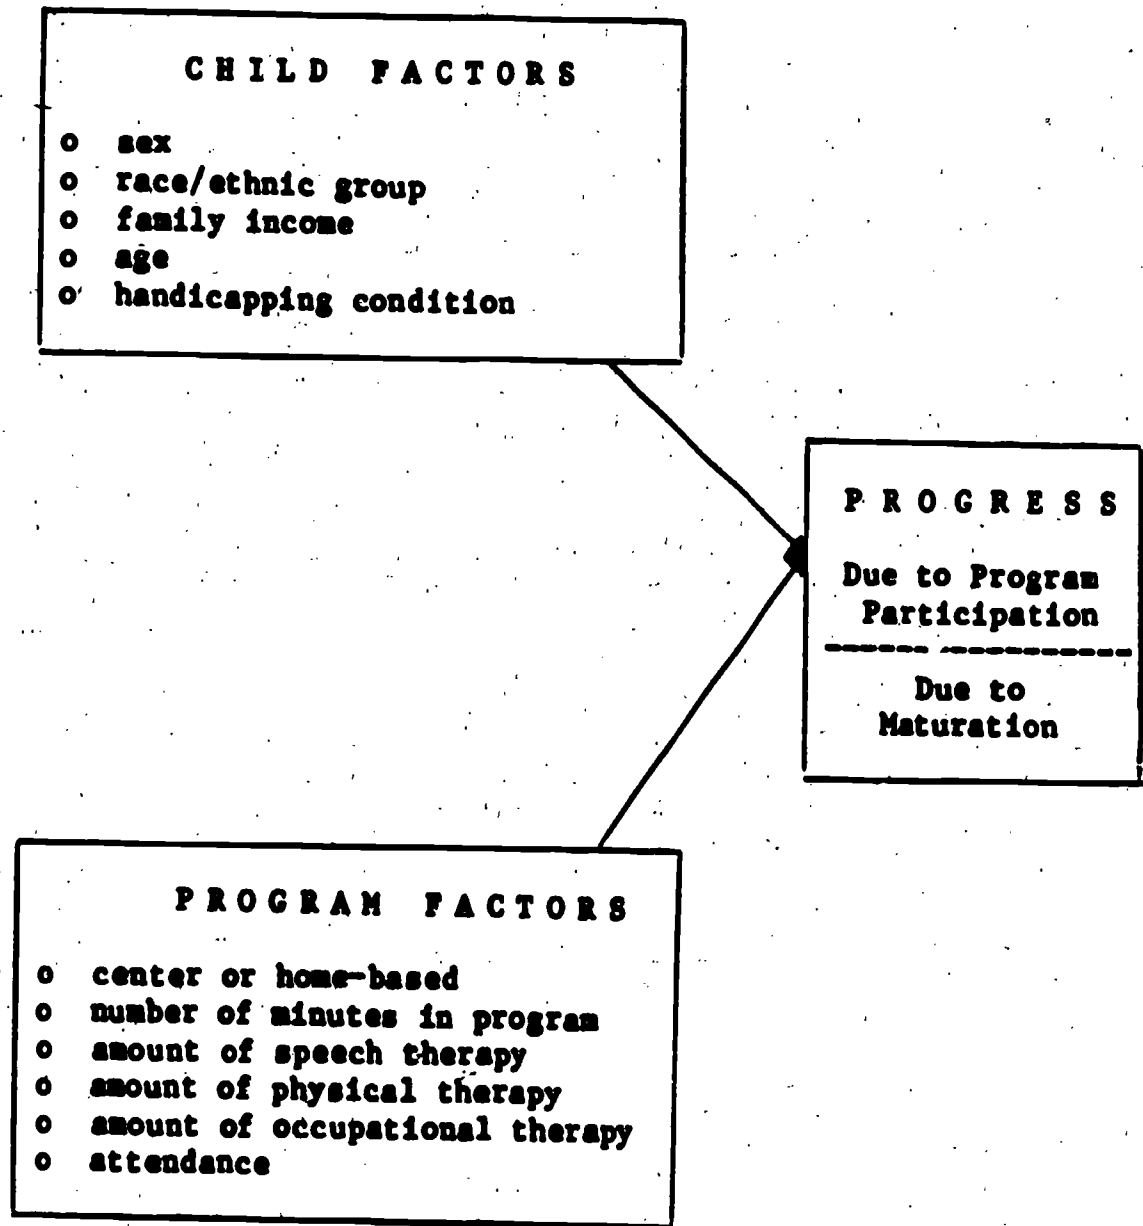 CHILD FACTORS
o sex
o race/ethnic group
o family income
o age
o handicapping condition
PROGRESS
Due to Program
Participation
Due to
Maturation
PROGRAM FACTORS
o center or home-based
o number of minutes in program
o amount of speech therapy
o amount of physical therapy
o amount of occupational therapy
o attendance